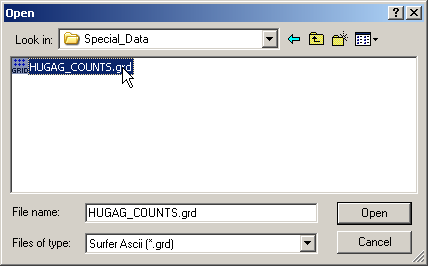 Open
Look in: Special_Data
GRID HUGAG_COUNTS.grd
File name: HUGAG_COUNTS.grd Open
Files of type: Surfer Ascii (*.grd) Cancel